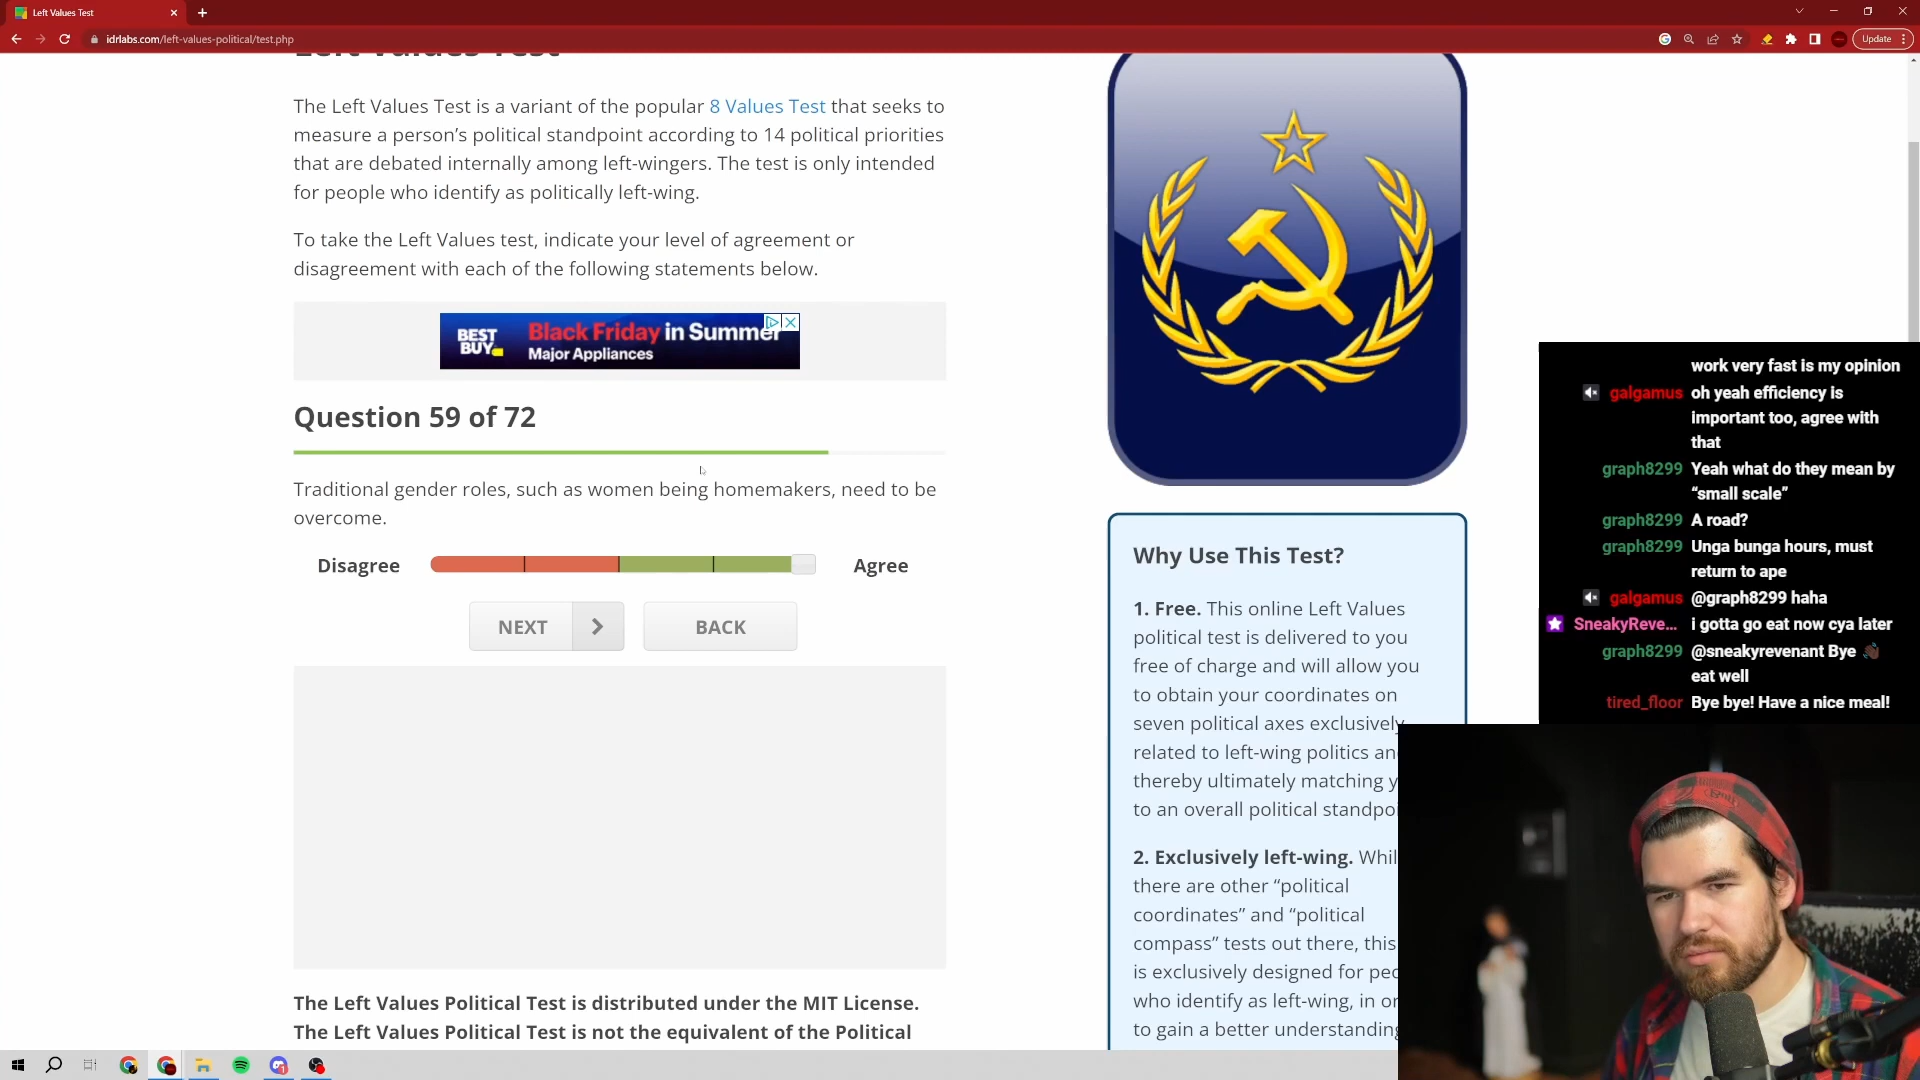 Left Values Test
idrlabs.com/left-values-political/test.php
Update
Left Values Test
The Left Values Test is a variant of the popular 8 Values Test that seeks to
measure a person's political standpoint according to 14 political priorities
that are debated internally among left-wingers. The test is only intended
for people who identify as politically left-wing.
To take the Left Values test, indicate your level of agreement or
disagreement with each of the following statements below.
BEST
BUY
Black Friday in Summer
Major Appliances
Question 59 of 72
Traditional gender roles, such as women being homemakers, need to be
overcome.
Disagree
Agree
NEXT
BACK
The Left Values Political Test is distributed under the MIT License.
The Left Values Political Test is not the equivalent of the Political
Why Use This Test?
1. Free. This online Left Values
political test is delivered to you
free of charge and will allow you
to obtain your coordinates on
seven political axes exclusively
related to left-wing politics an
thereby ultimately matching y
to an overall political standpo
2. Exclusively left-wing. Whil
there are other “political
coordinates” and “political
compass” tests out there, this
is exclusively designed for peo
who identify as left-wing, in or
to gain a better understanding
work very fast is my opinion
galgamus oh yeah efficiency is
important too, agree with
that
graph8299 Yeah what do they mean by
“small scale”
graph8299 A road?
graph8299 Unga bunga hours, must
return to ape
galgamus @graph8299 haha
SneakyReve... i gotta go eat now cya later
graph8299 @sneakyrevenant Bye
eat well
tired_floor Bye bye! Have a nice meal!